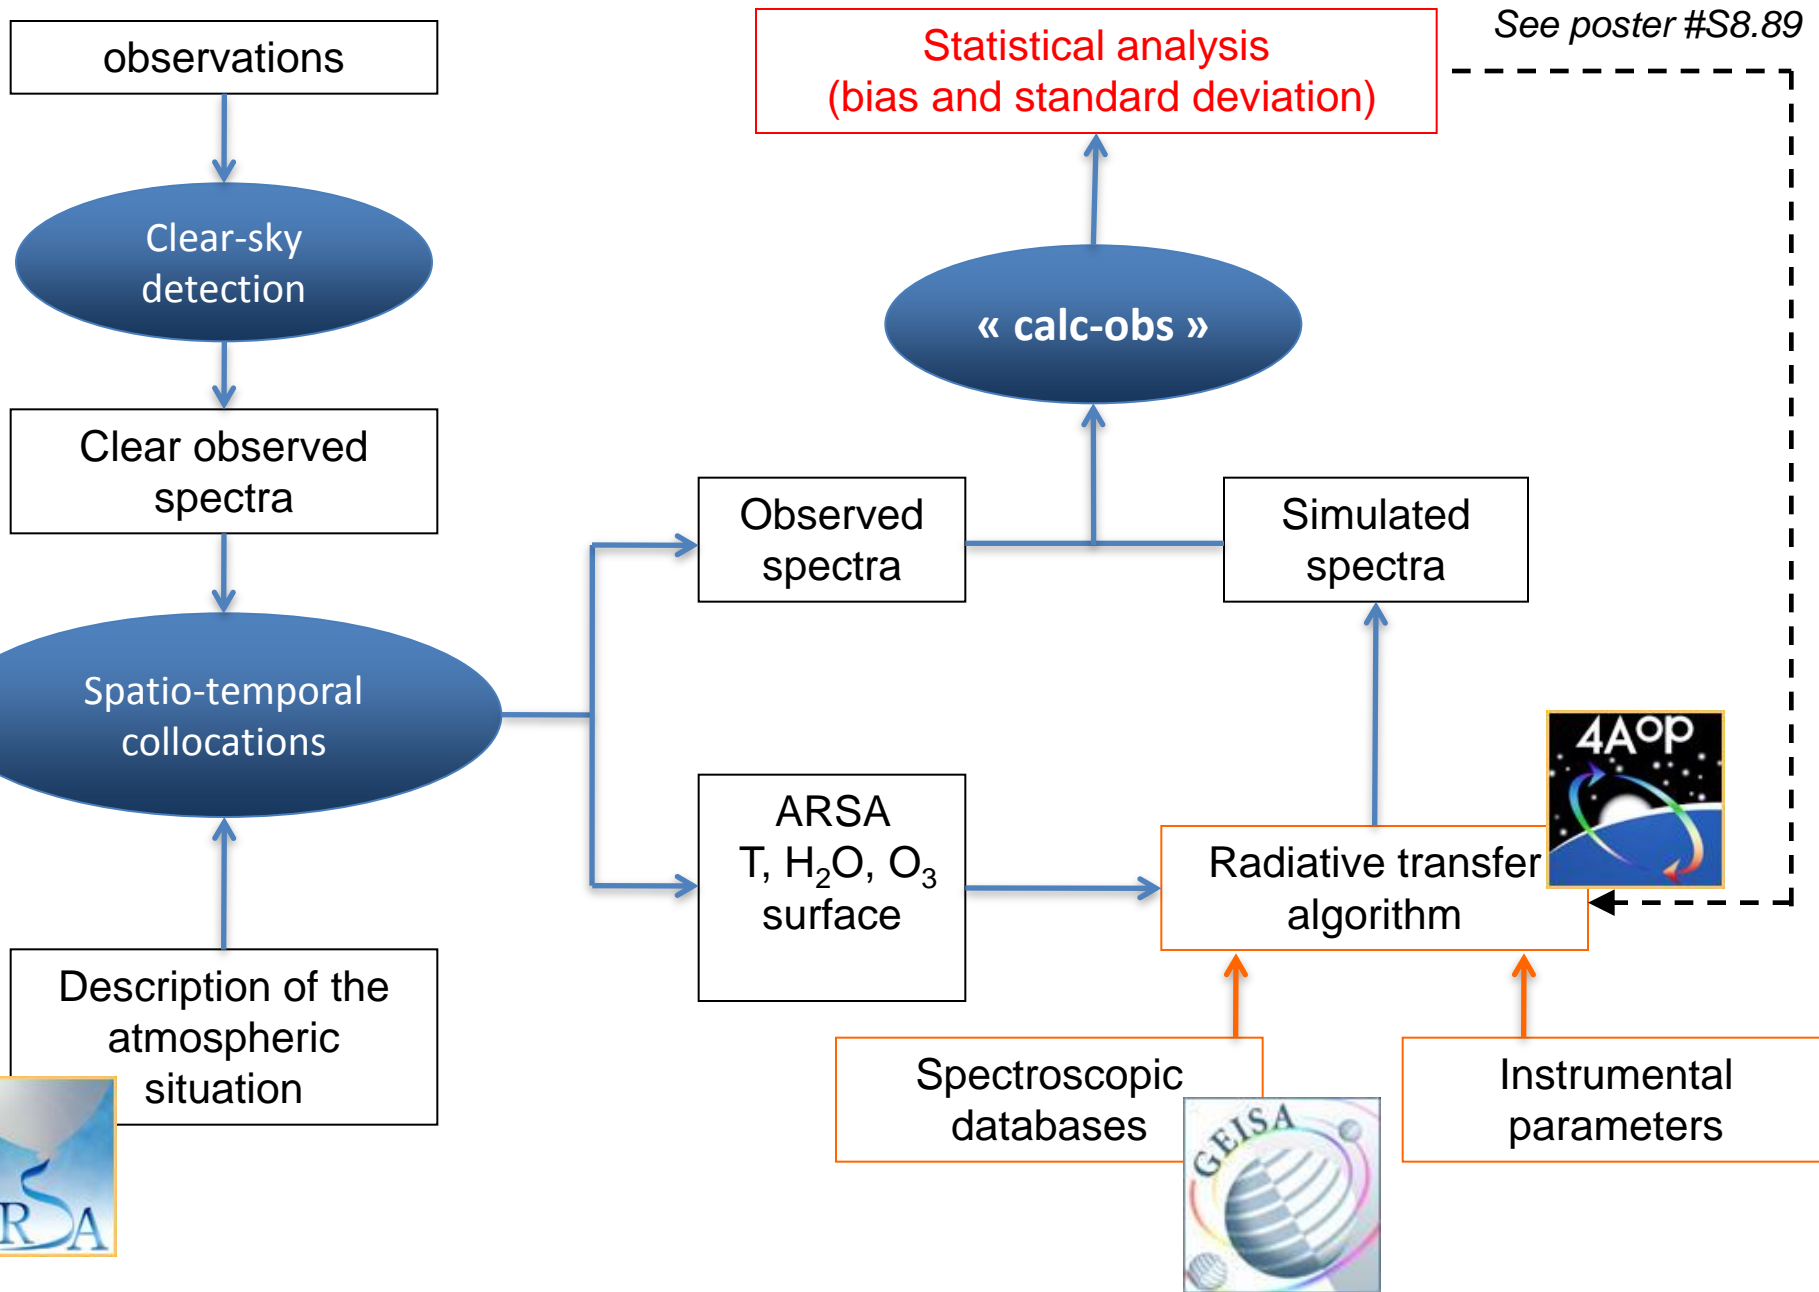 observations
Clear-sky
detection
Clear observed
spectra
Spatio-temporal
collocations
Description of the
atmospheric
situation
RSA
Statistical analysis
(bias and standard deviation)
See poster #S8.89
« calc-obs »
Observed
spectra
Simulated
spectra
ARSA
T, H₂O, O₃
surface
4AOP
Radiative transfer
algorithm
Spectroscopic
databases
GEISA
Instrumental
parameters